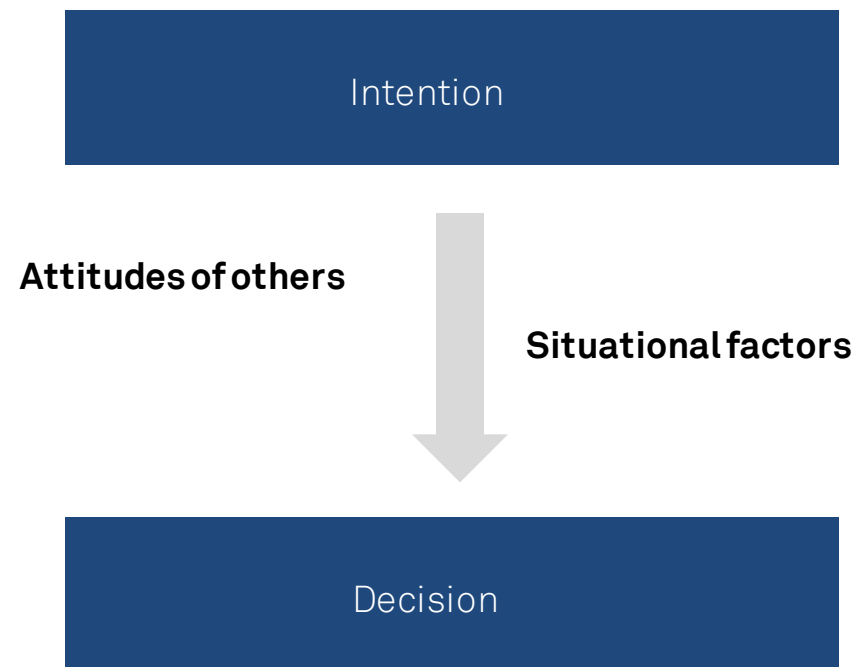 Intention
Attitudes of others
Situational factors
Decision